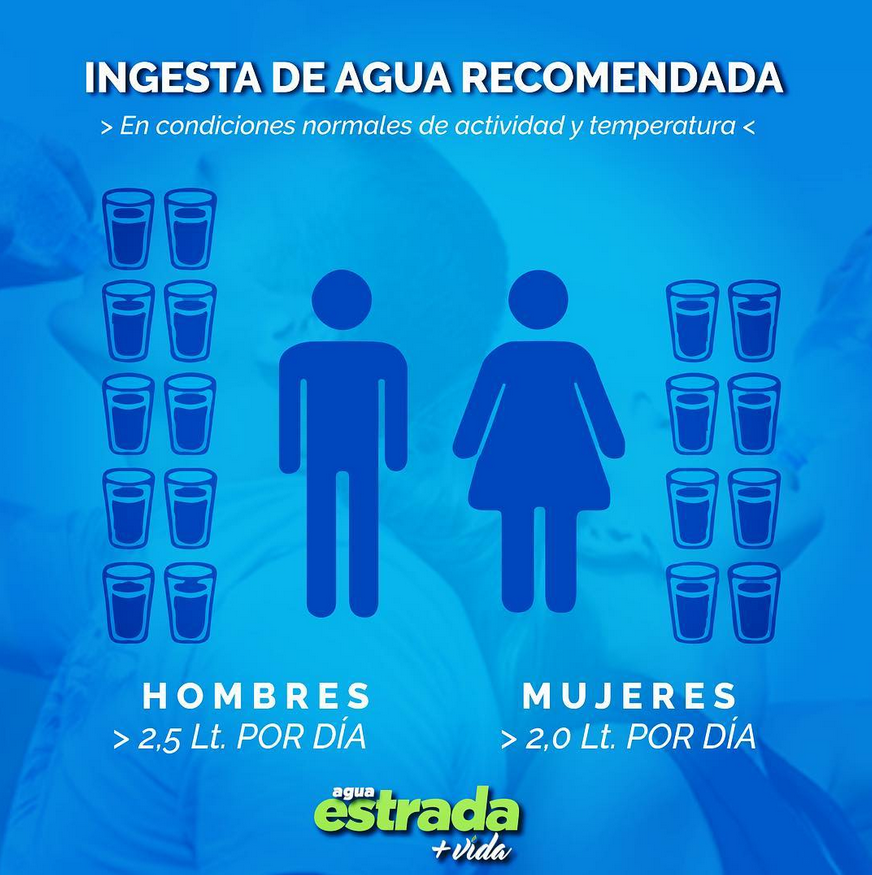 INGESTA DE AGUA RECOMENDADA
> En condiciones normales de actividad y temperatura <
HOMBRES
> 2,5 Lt. POR DÍA
MUJERES
> 2,0 Lt. POR DÍA
agua
estrada
+vida